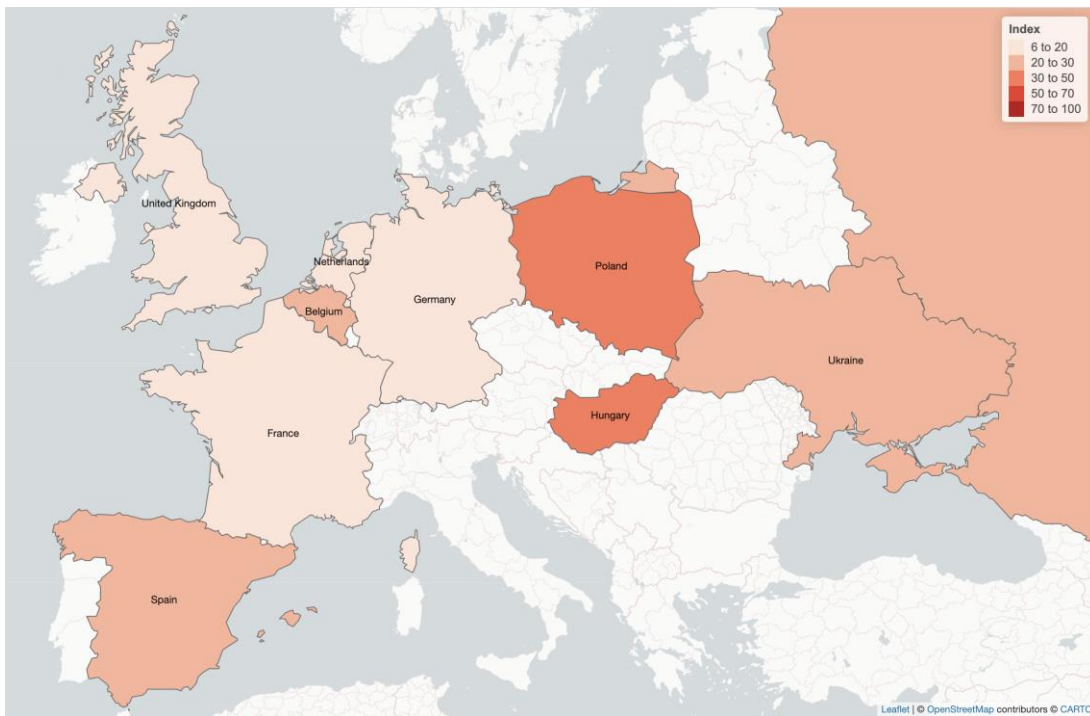 Index
6 to 20
20 to 30
30 to 50
50 to 70
70 to 100
United Kingdom
Netherlands
Poland
Germany
Belgium
Ukraine
Hungary
France
Spain
Leaflet | © OpenStreetMap contributors © CARTO